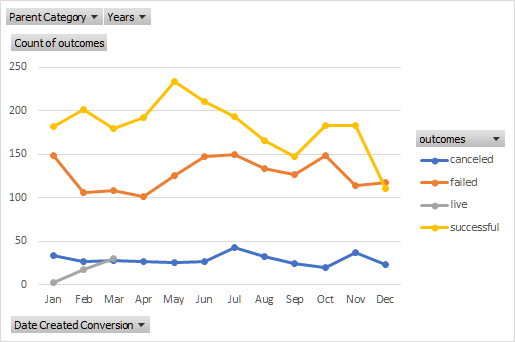 Parent Category Years
Count of outcomes
250
200
150
100
50
0
Jan Feb Mar Apr May Jun Jul Aug Sep Oct Nov Dec
outcomes
canceled
failed
live
successful
Date Created Conversion